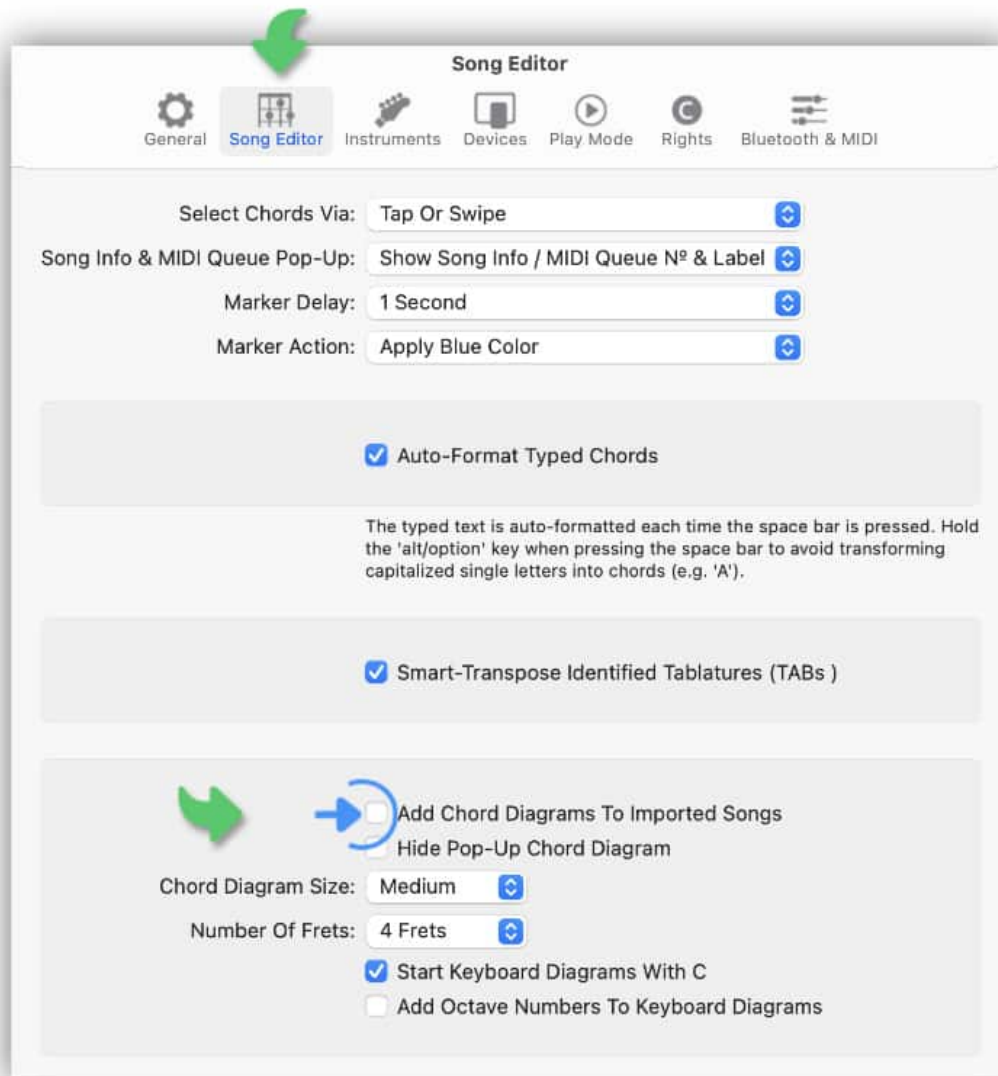 Song Editor
General Song Editor Instruments Devices Play Mode Rights Bluetooth & MIDI
Select Chords Via: Tap Or Swipe
Song Info & MIDI Queue Pop-Up: Show Song Info / MIDI Queue Nº & Label
Marker Delay: 1 Second
Marker Action: Apply Blue Color
Auto-Format Typed Chords
The typed text is auto-formatted each time the space bar is pressed. Hold
the 'alt/option' key when pressing the space bar to avoid transforming
capitalized single letters into chords (e.g. 'A').
Smart-Transpose Identified Tablatures (TABs )
Add Chord Diagrams To Imported Songs
Hide Pop-Up Chord Diagram
Chord Diagram Size: Medium
Number Of Frets: 4 Frets
Start Keyboard Diagrams With C
Add Octave Numbers To Keyboard Diagrams